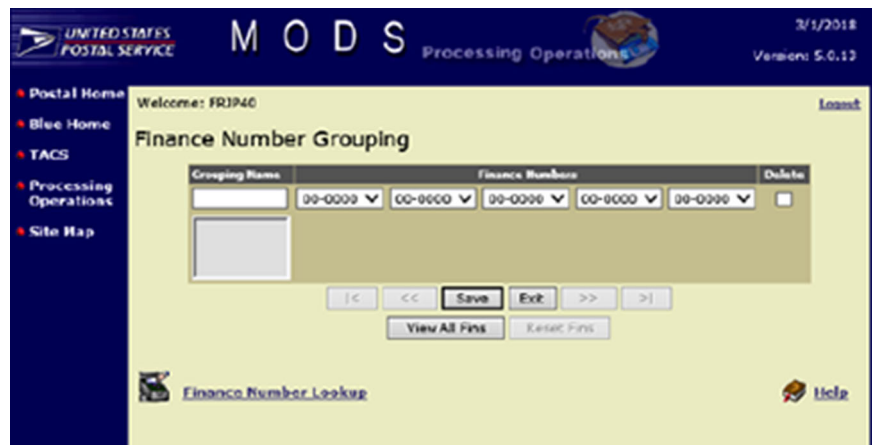 UNITED STATES
POSTAL SERVICE
MODS
Processing Operations
3/1/2018
Version: 5.0.13
Postal Home
Blue Home
TACS
Processing
Operations
Site Map
Welcome: FRJP40
Logout
Finance Number Grouping
Grouping Name
Finance Numbers
Delete
00-0000
00-0000
00-0000
00-0000
00-0000
|<
<<
Save
Exit
>>
>|
View All Fins
Reset Fins
Finance Number Lookup
Help